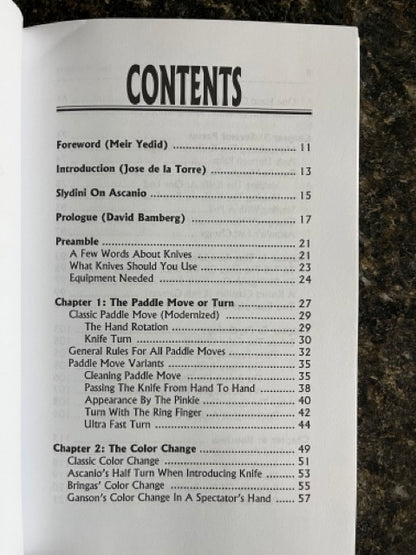 CONTENTS
Foreword (Meir Yedid) 11
Introduction (Jose de la Torre) 13
Slydini On Ascanio 15
Prologue (David Bamberg) 17
Preamble 21
A Few Words About Knives 21
What Knives Should You Use 23
Equipment Needed 24
Chapter 1: The Paddle Move or Turn 27
Classic Paddle Move (Modernized) 29
The Hand Rotation 29
Knife Turn 30
General Rules For All Paddle Moves 32
Paddle Move Variants 35
Cleaning Paddle Move 35
Passing The Knife From Hand To Hand 38
Appearance By The Pinkie 40
Turn With The Ring Finger 42
Ultra Fast Turn 44
Chapter 2: The Color Change 49
Classic Color Change 51
Ascanio's Half Turn When Introducing Knife 53
Bringas' Color Change 55
Ganson's Color Change In A Spectator's Hand 57